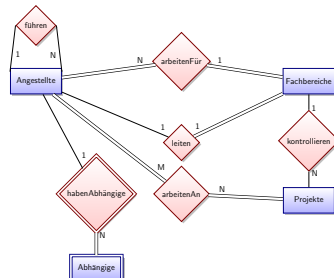 führen
1
N
N
arbeitenFür
1
Angestellte
Fachbereiche
1
1
leiten
1
kontrollieren
1
M
N
habenAbhängige
arbeitenAn
N
Projekte
N
Abhängige